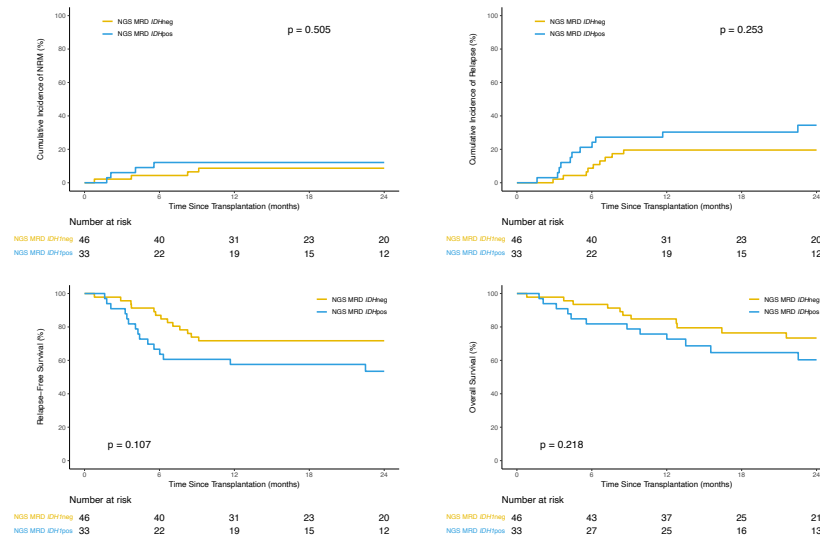 100
80
60
40
20
0
Cumulative Incidence of NRM (%)
NGS MRD IDHneg
NGS MRD IDHpos
p = 0.505
0 6 12 18 24
Time Since Transplantation (months)
Number at risk
NGS MRD IDH1neg 46 40 31 23 20
NGS MRD IDH1pos 33 22 19 15 12
100
80
60
40
20
0
Cumulative Incidence of Relapse (%)
NGS MRD IDHneg
NGS MRD IDHpos
p = 0.253
0 6 12 18 24
Time Since Transplantation (months)
Number at risk
NGS MRD IDH1neg 46 40 31 23 20
NGS MRD IDH1pos 33 22 19 15 12
100
80
60
40
20
0
Relapse−Free Survival (%)
NGS MRD IDHneg
NGS MRD IDHpos
p = 0.107
0 6 12 18 24
Time Since Transplantation (months)
Number at risk
NGS MRD IDH1neg 46 40 31 23 20
NGS MRD IDH1pos 33 22 19 15 12
100
80
60
40
20
0
Overall Survival (%)
NGS MRD IDHneg
NGS MRD IDHpos
p = 0.218
0 6 12 18 24
Time Since Transplantation (months)
Number at risk
NGS MRD IDH1neg 46 43 37 25 21
NGS MRD IDH1pos 33 27 25 16 13